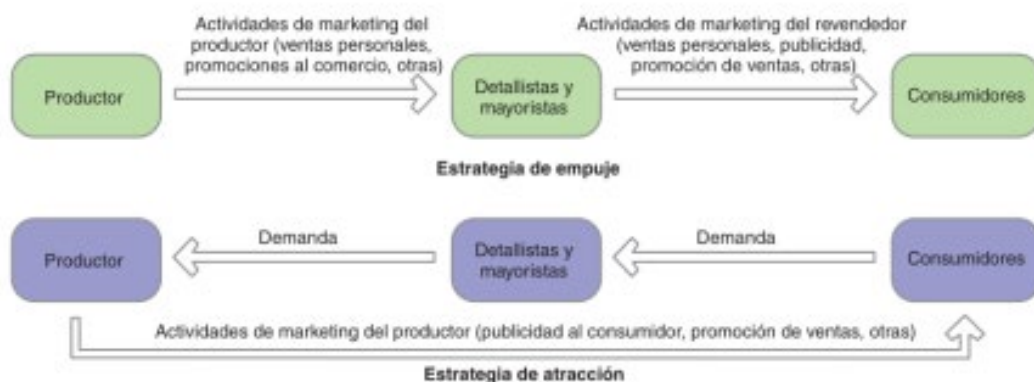 Actividades de marketing del
productor (ventas personales,
promociones al comercio, otras)
Actividades de marketing del revendedor
(ventas personales, publicidad,
promoción de ventas, otras)
Productor
Detallistas y
mayoristas
Consumidores
Estrategia de empuje
Demanda
Demanda
Productor
Detallistas y
mayoristas
Consumidores
Actividades de marketing del productor (publicidad al consumidor, promoción de ventas, otras)
Estrategia de atracción